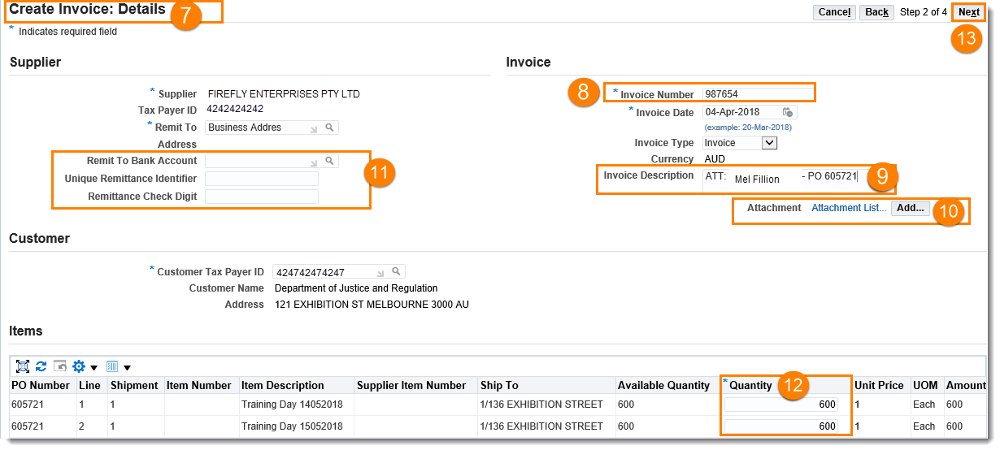 Create Invoice: Details 7
Cancel Back Step 2 of 4 Next
* Indicates required field
13
Supplier
* Supplier FIREFLY ENTERPRISES PTY LTD
Tax Payer ID 4242424242
* Remit To Business Addres
Address
Remit To Bank Account
Unique Remittance Identifier
Remittance Check Digit
11
Invoice
8 * Invoice Number 987654
* Invoice Date 04-Apr-2018
(example: 20-Mar-2018)
Invoice Type Invoice
Currency AUD
Invoice Description ATT: Mel Fillion - PO 605721 9
Attachment Attachment List... Add... 10
Customer
* Customer Tax Payer ID 424742474247
Customer Name Department of Justice and Regulation
Address 121 EXHIBITION ST MELBOURNE 3000 AU
Items
PO Number Line Shipment Item Number Item Description Supplier Item Number Ship To Available Quantity * Quantity 12 Unit Price UOM Amount
605721 1 1 Training Day 14052018 1/136 EXHIBITION STREET 600 600 1 Each 600
605721 2 1 Training Day 15052018 1/136 EXHIBITION STREET 600 600 1 Each 600